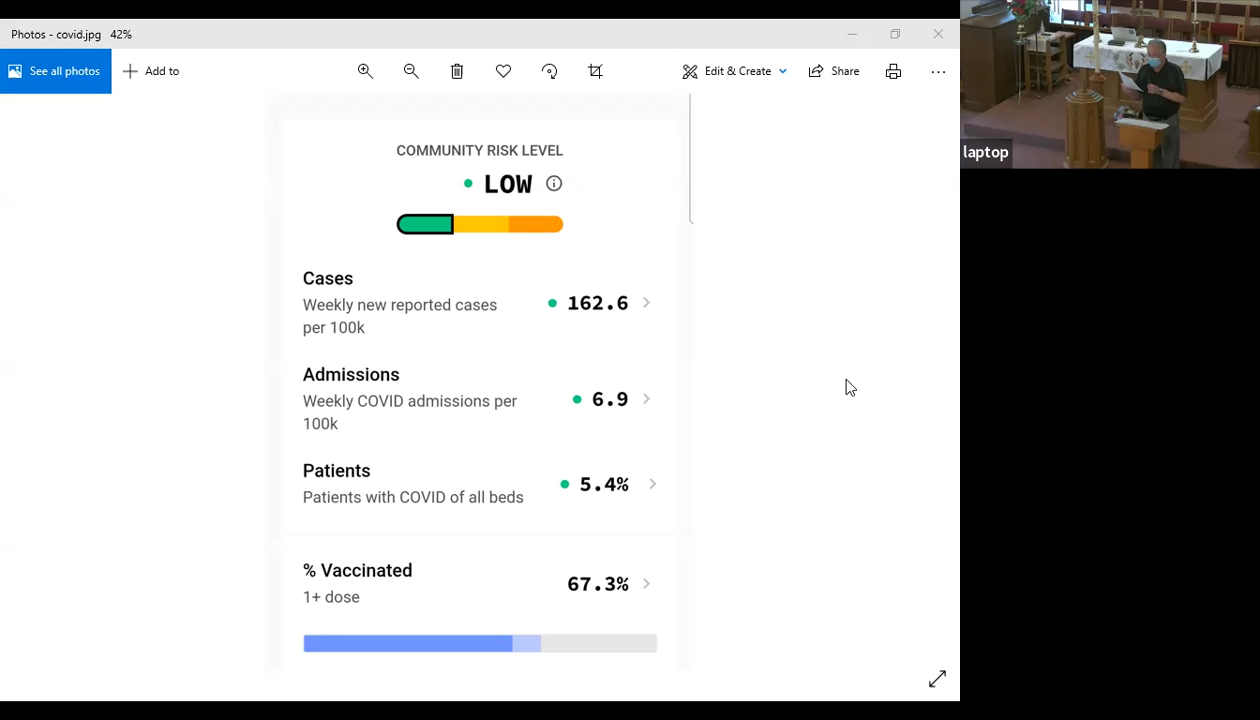 Photos - covid.jpg 42%
See all photos
Add to
Edit & Create
Share
laptop
COMMUNITY RISK LEVEL
LOW
Cases
Weekly new reported cases
per 100k
162.6
Admissions
Weekly COVID admissions per
100k
6.9
Patients
Patients with COVID of all beds
5.4%
% Vaccinated
1+ dose
67.3%